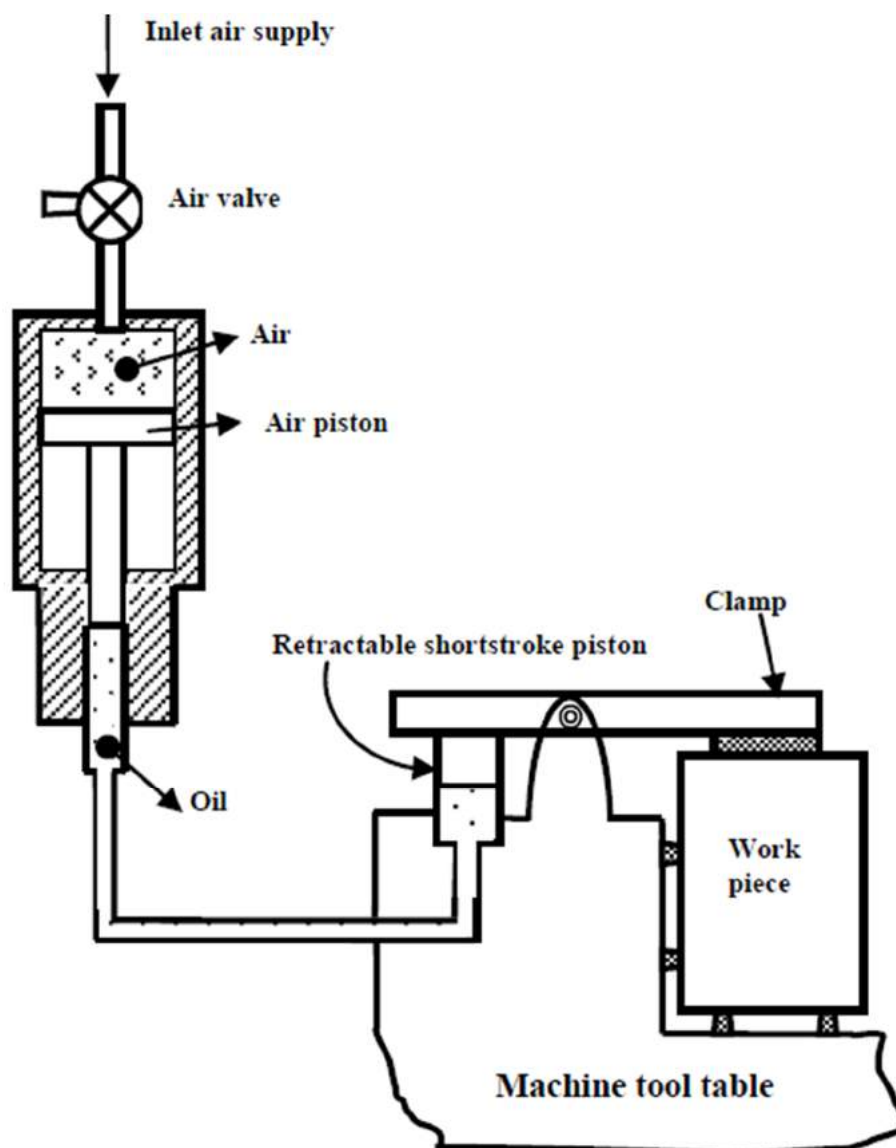 Inlet air supply
Air valve
Air
Air piston
Clamp
Retractable shortstroke piston
Oil
Work
piece
Machine tool table